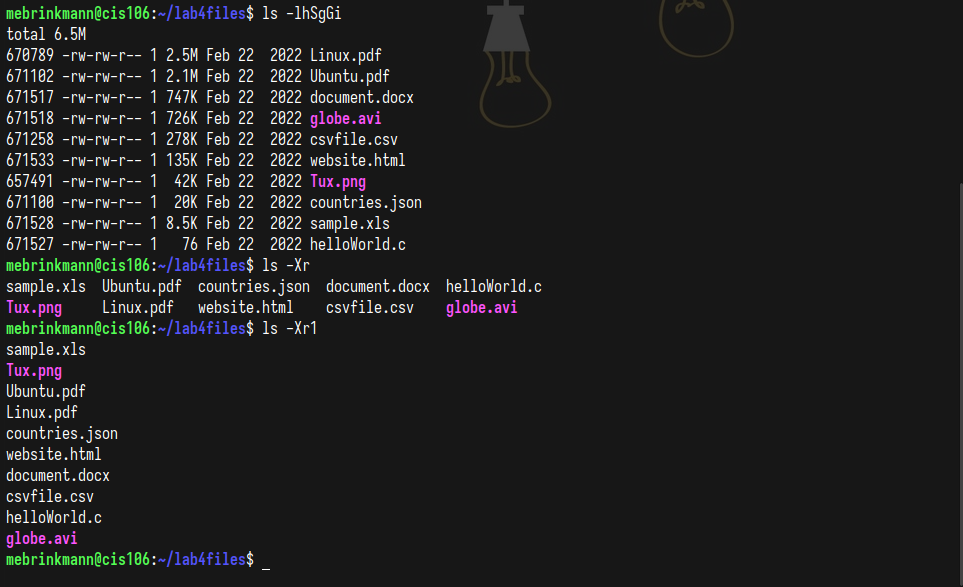 mebrinkmann@cis106:~/lab4files$ ls -lhSgGi
total 6.5M
670789 -rw-rw-r-- 1 2.5M Feb 22  2022 Linux.pdf
671102 -rw-rw-r-- 1 2.1M Feb 22  2022 Ubuntu.pdf
671517 -rw-rw-r-- 1 747K Feb 22  2022 document.docx
671518 -rw-rw-r-- 1 726K Feb 22  2022 globe.avi
671258 -rw-rw-r-- 1 278K Feb 22  2022 csvfile.csv
671533 -rw-rw-r-- 1 135K Feb 22  2022 website.html
657491 -rw-rw-r-- 1  42K Feb 22  2022 Tux.png
671100 -rw-rw-r-- 1  20K Feb 22  2022 countries.json
671528 -rw-rw-r-- 1 8.5K Feb 22  2022 sample.xls
671527 -rw-rw-r-- 1   76 Feb 22  2022 helloWorld.c
mebrinkmann@cis106:~/lab4files$ ls -Xr
sample.xls  Ubuntu.pdf  countries.json  document.docx  helloWorld.c
Tux.png     Linux.pdf   website.html    csvfile.csv    globe.avi
mebrinkmann@cis106:~/lab4files$ ls -Xr1
sample.xls
Tux.png
Ubuntu.pdf
Linux.pdf
countries.json
website.html
document.docx
csvfile.csv
helloWorld.c
globe.avi
mebrinkmann@cis106:~/lab4files$ _